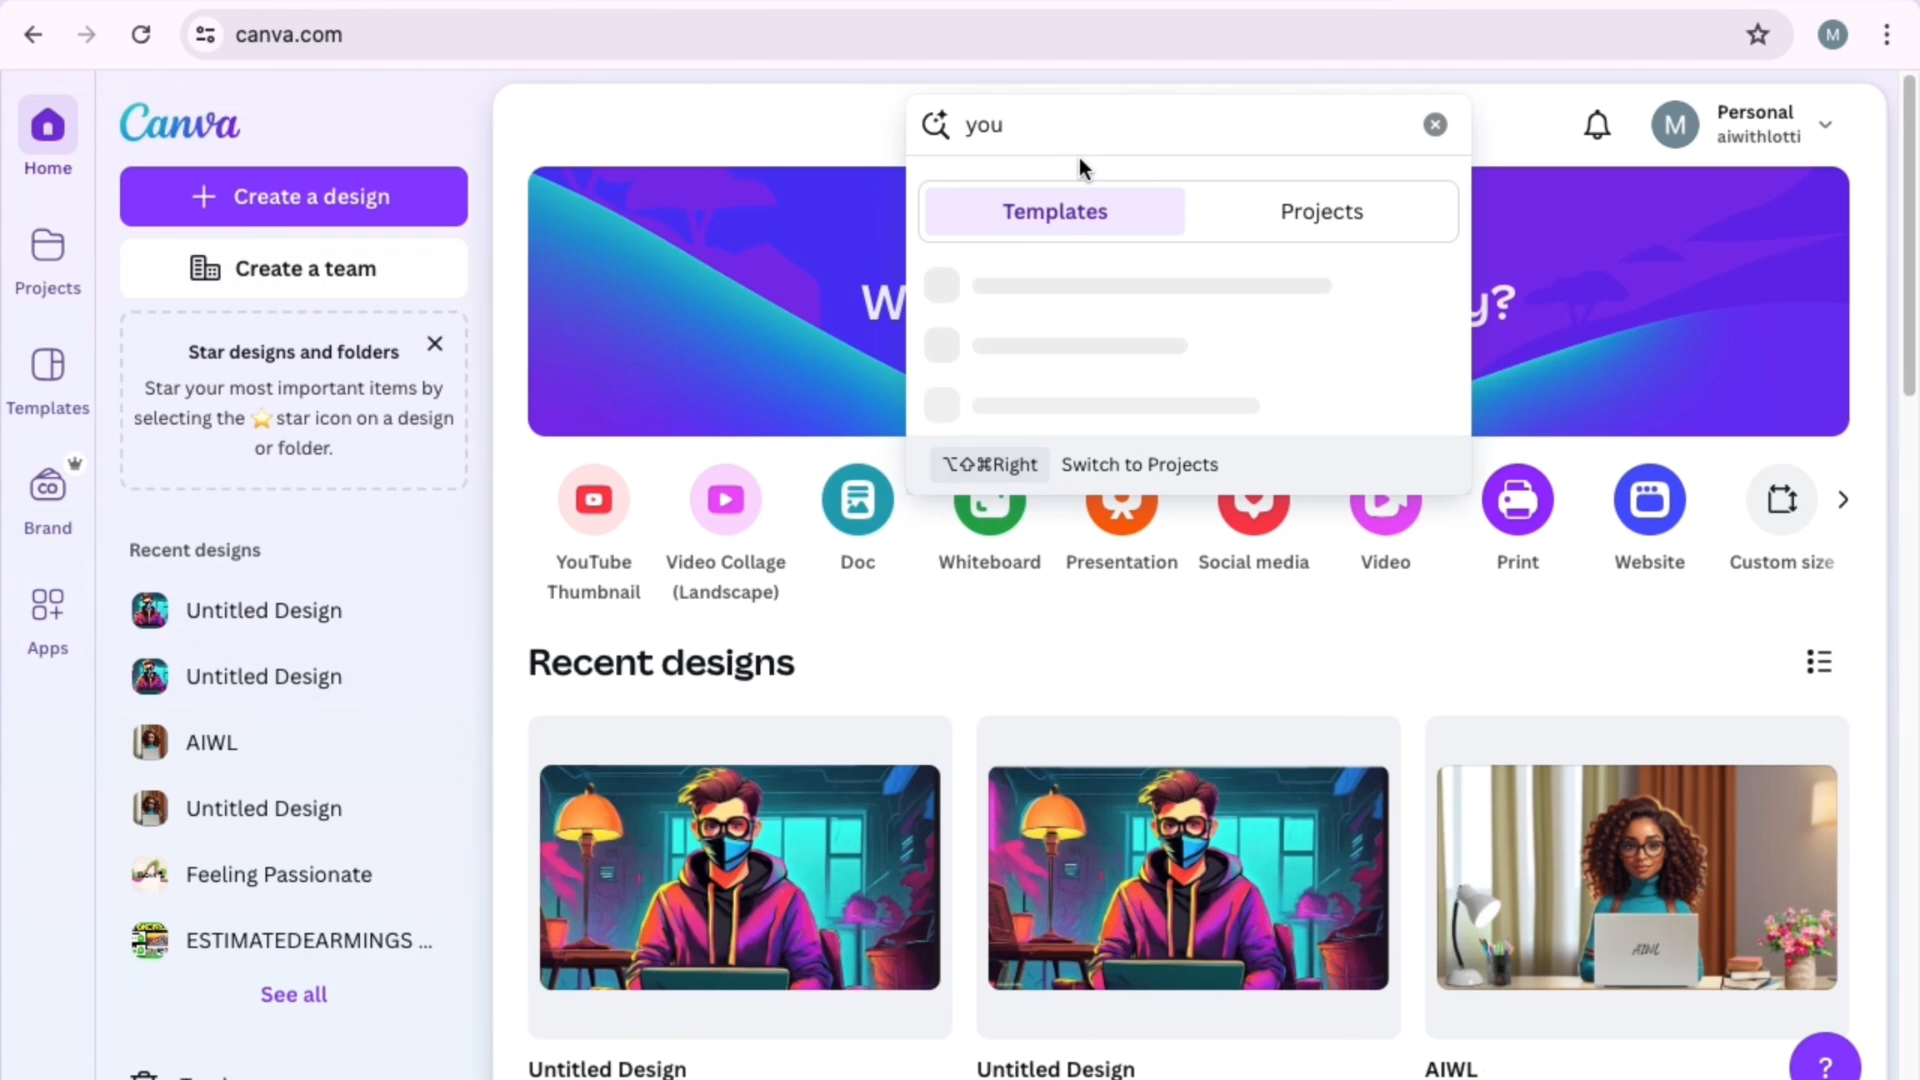 canva.com
M
Home
Projects
Templates
Brand
Apps
Canva
Create a design
Create a team
Star designs and folders
Star your most important items by
selecting the ⭐ star icon on a design
or folder.
Recent designs
Untitled Design
Untitled Design
AIWL
Untitled Design
Feeling Passionate
ESTIMATEDEARMINGS ...
See all
you
Templates
Projects
⌥⇧⌘Right Switch to Projects
M
Personal
aiwithlotti
W
y?
YouTube
Thumbnail
Video Collage
(Landscape)
Doc
Whiteboard
Presentation
Social media
Video
Print
Website
Custom size
Recent designs
AIWL
Untitled Design
Untitled Design
AIWL
?